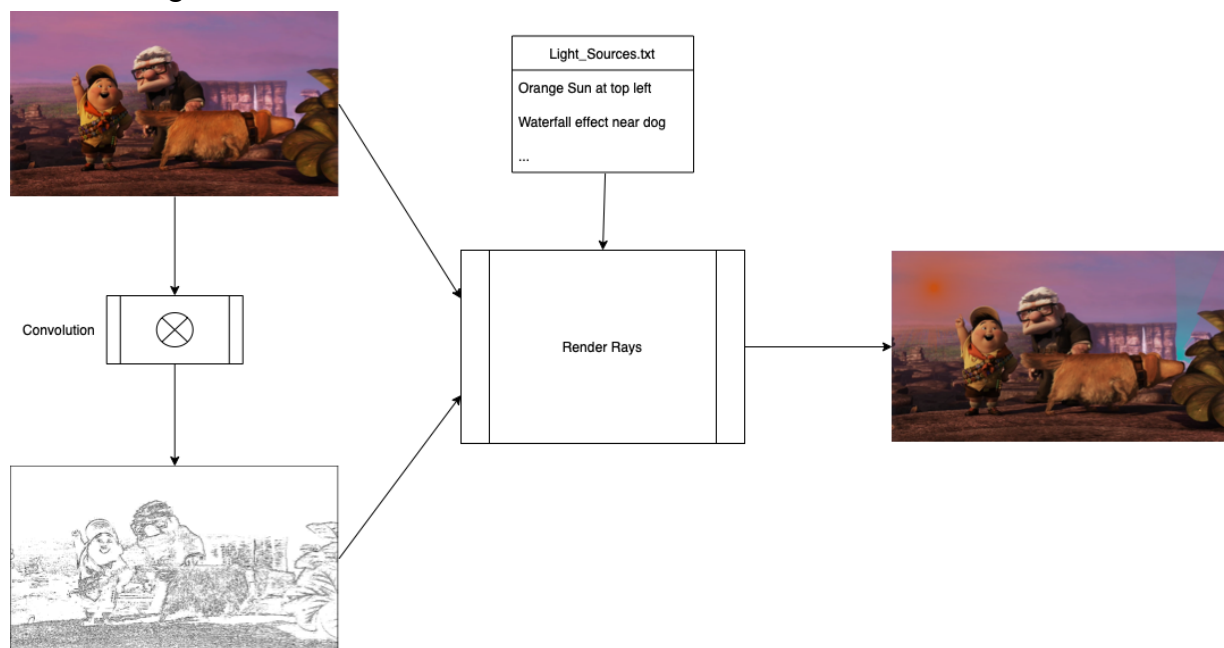 Light_Sources.txt
Orange Sun at top left
Waterfall effect near dog
...
Convolution
Render Rays